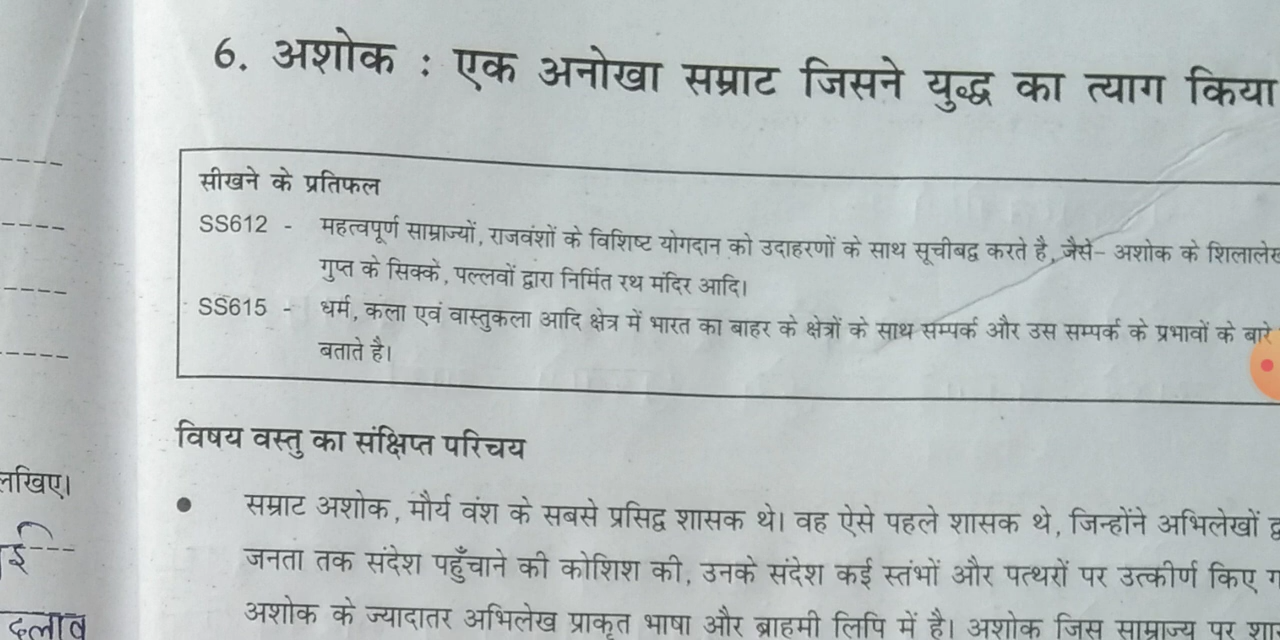 6. अशोक : एक अनोखा सम्राट जिसने युद्ध का त्याग किया
सीखने के प्रतिफल
SS612 - महत्वपूर्ण साम्राज्यों, राजवंशों के विशिष्ट योगदान को उदाहरणों के साथ सूचीबद्व करते है, जैसे– अशोक के
गुप्त के सिक्कें, पल्लवों द्वारा निर्मित रथ मंदिर आदि।
SS615 - धर्म, कला एवं वास्तुकला आदि क्षेत्र में भारत का बाहर के क्षेत्रों के साथ सम्पर्क और उस सम्पर्क के प्रभावों के बारे
बताते है।
विषय वस्तु का संक्षिप्त परिचय
• सम्राट अशोक, मौर्य वंश के सबसे प्रसिद्व शासक थे। वह ऐसे पहले शासक थे, जिन्होंने अभिलेखों
जनता तक संदेश पहुँचाने की कोशिश की, उनके संदेश कई स्तंभों और पत्थरों पर उत्कीर्ण किए
अशोक के ज्यादातर अभिलेख प्राकृत भाषा और ब्राहमी लिपि में है। अशोक जिस साम्राज्य पर